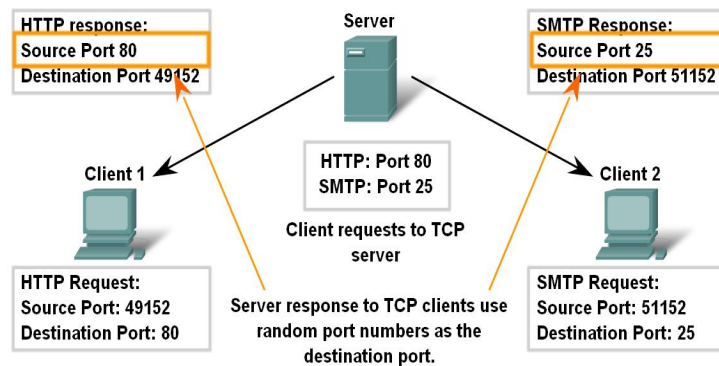 HTTP response:
Source Port 80
Destination Port 49152
Server
SMTP Response:
Source Port 25
Destination Port 51152
HTTP: Port 80
SMTP: Port 25
Client 1
Client 2
Client requests to TCP
server
HTTP Request:
Source Port: 49152
Destination Port: 80
Server response to TCP clients use
random port numbers as the
destination port.
SMTP Request:
Source Port: 51152
Destination Port: 25